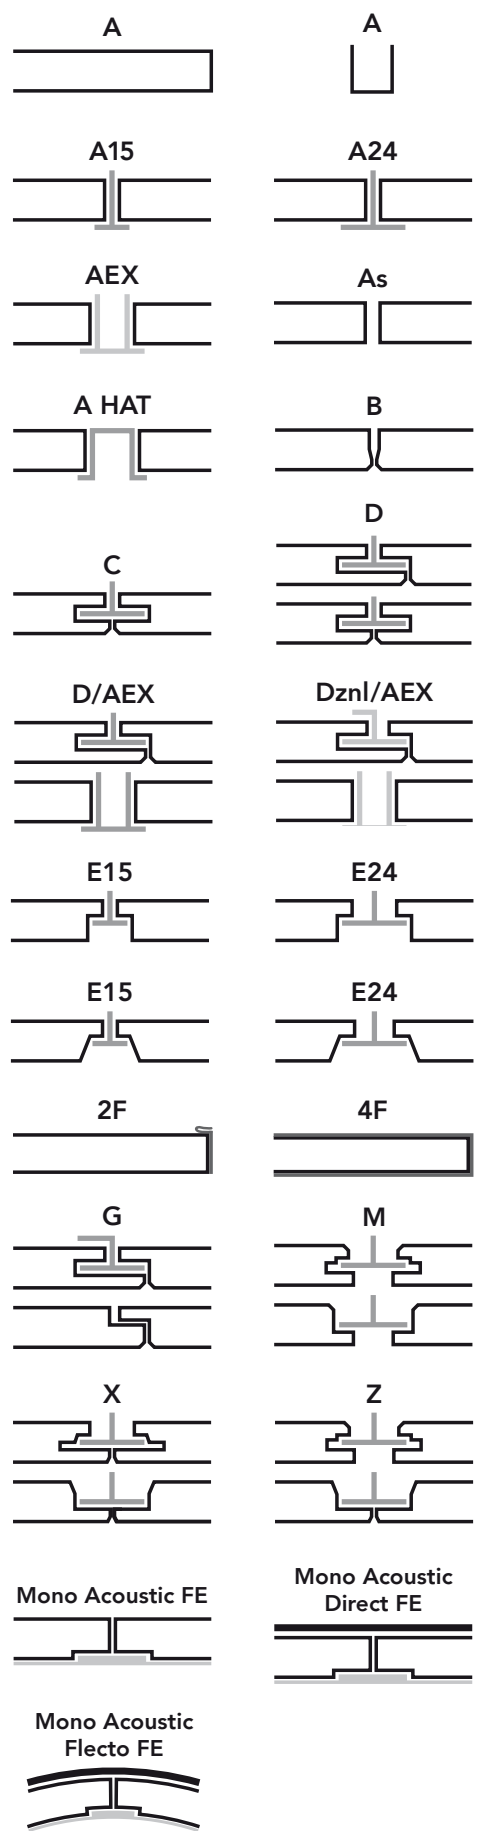 A
A
A15
A24
AEX
As
A HAT
B
C
D
D/AEX
Dznl/AEX
E15
E24
E15
E24
2F
4F
G
M
X
Z
Mono Acoustic FE
Mono Acoustic
Direct FE
Mono Acoustic
Flecto FE